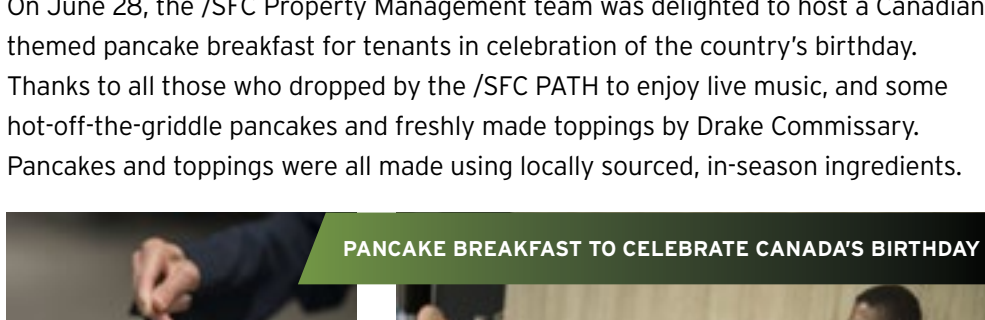 On June 28, the /SFC Property Management team was delighted to host a Canadian
themed pancake breakfast for tenants in celebration of the country's birthday.
Thanks to all those who dropped by the /SFC PATH to enjoy live music, and some
hot-off-the-griddle pancakes and freshly made toppings by Drake Commissary.
Pancakes and toppings were all made using locally sourced, in-season ingredients.
PANCAKE BREAKFAST TO CELEBRATE CANADA'S BIRTHDAY